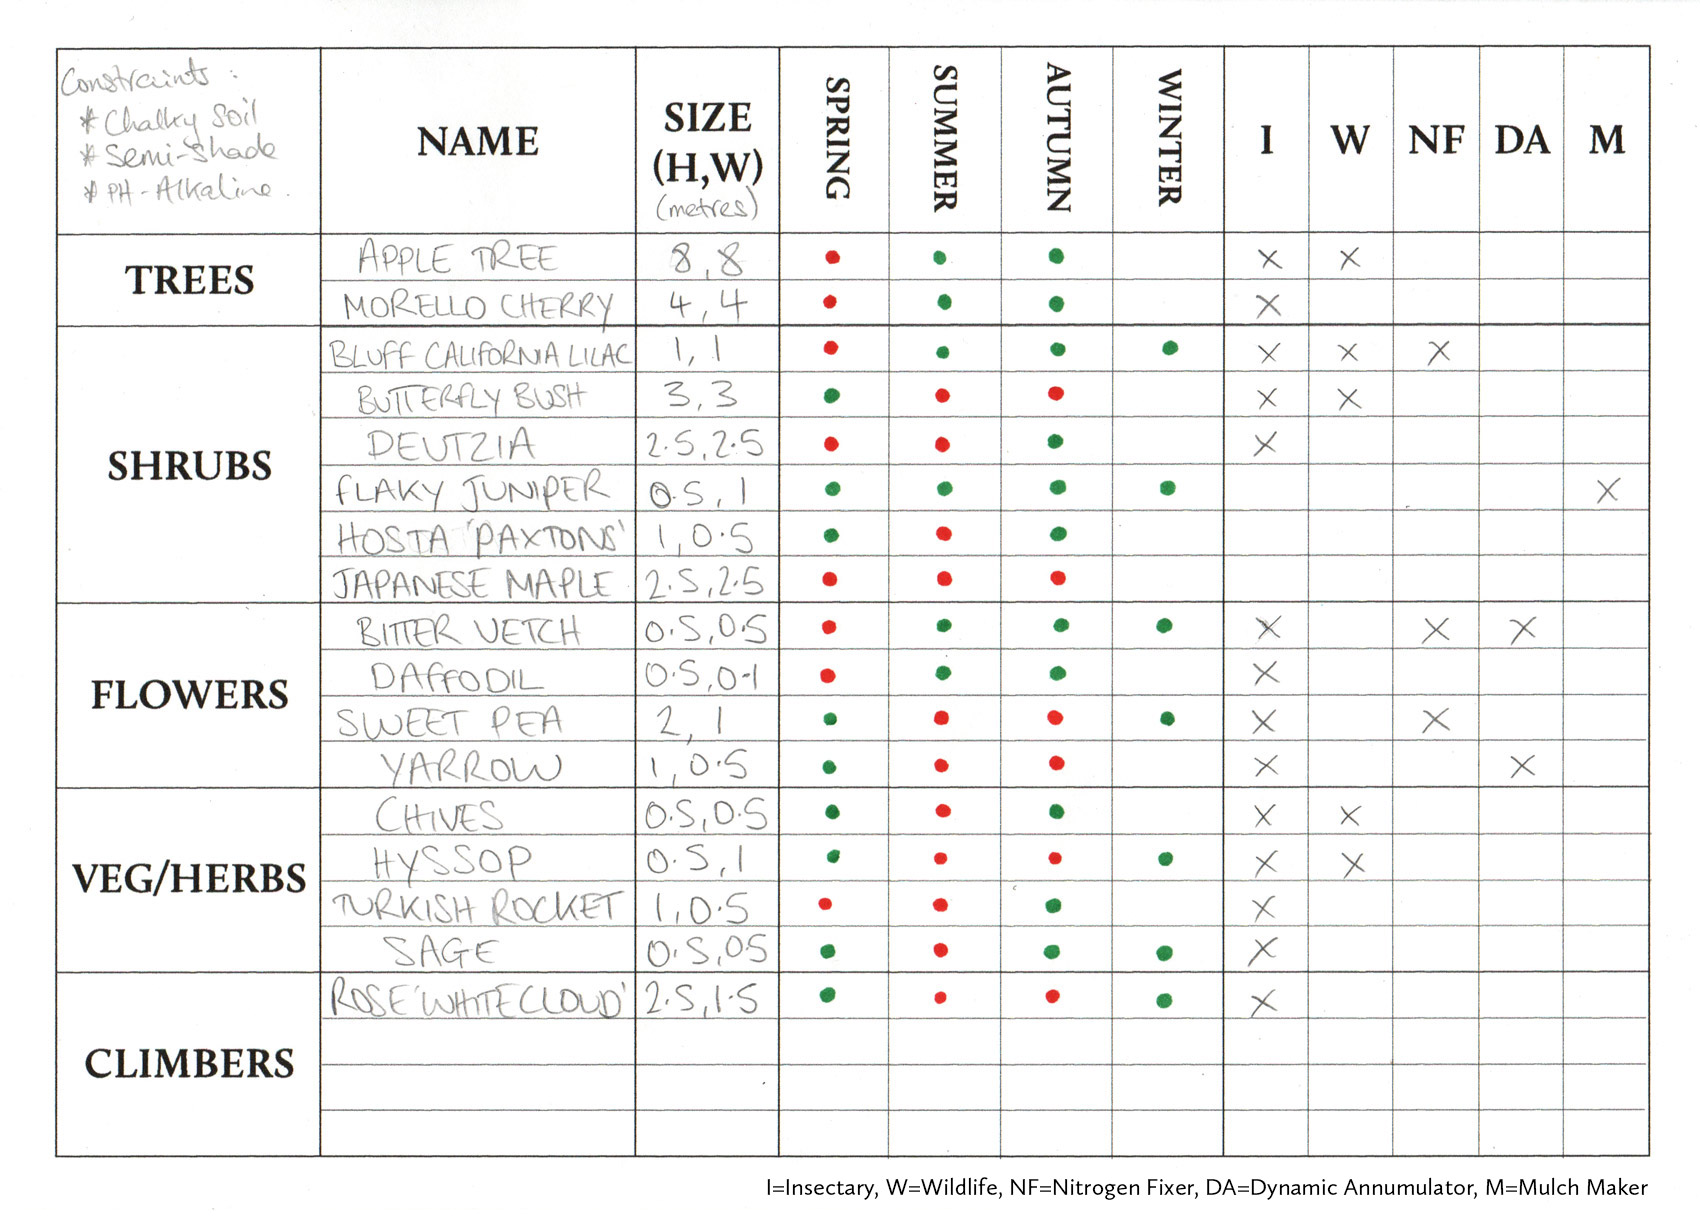 Constraints:
* Chalky Soil
* Semi-Shade
* PH-Alkaline.
NAME
SIZE
(H,W)
(metres)
SPRING
SUMMER
AUTUMN
WINTER
I
W
NF
DA
M
TREES
APPLE TREE 8,8 X X
MORELLO CHERRY 4,4 X
SHRUBS
BLUFF CALIFORNIA LILAC 1,1 X X X
BUTTERFLY BUSH 3,3 X X
DEUTZIA 2.5,2.5 X
FLAKY JUNIPER 0.5,1 X
HOSTA 'PAXTONS' 1,0.5
JAPANESE MAPLE 2.5,2.5
FLOWERS
BITTER VETCH 0.5,0.5 X X X
DAFFODIL 0.5,0.1 X
SWEET PEA 2,1 X X
YARROW 1,0.5 X X
VEG/HERBS
CHIVES 0.5,0.5 X X
HYSSOP 0.5,1 X X
TURKISH ROCKET 1,0.5 X
SAGE 0.5,05 X
CLIMBERS
ROSE 'WHITE CLOUD' 2.5,1.5 X
I=Insectary, W=Wildlife, NF=Nitrogen Fixer, DA=Dynamic Annumulator, M=Mulch Maker